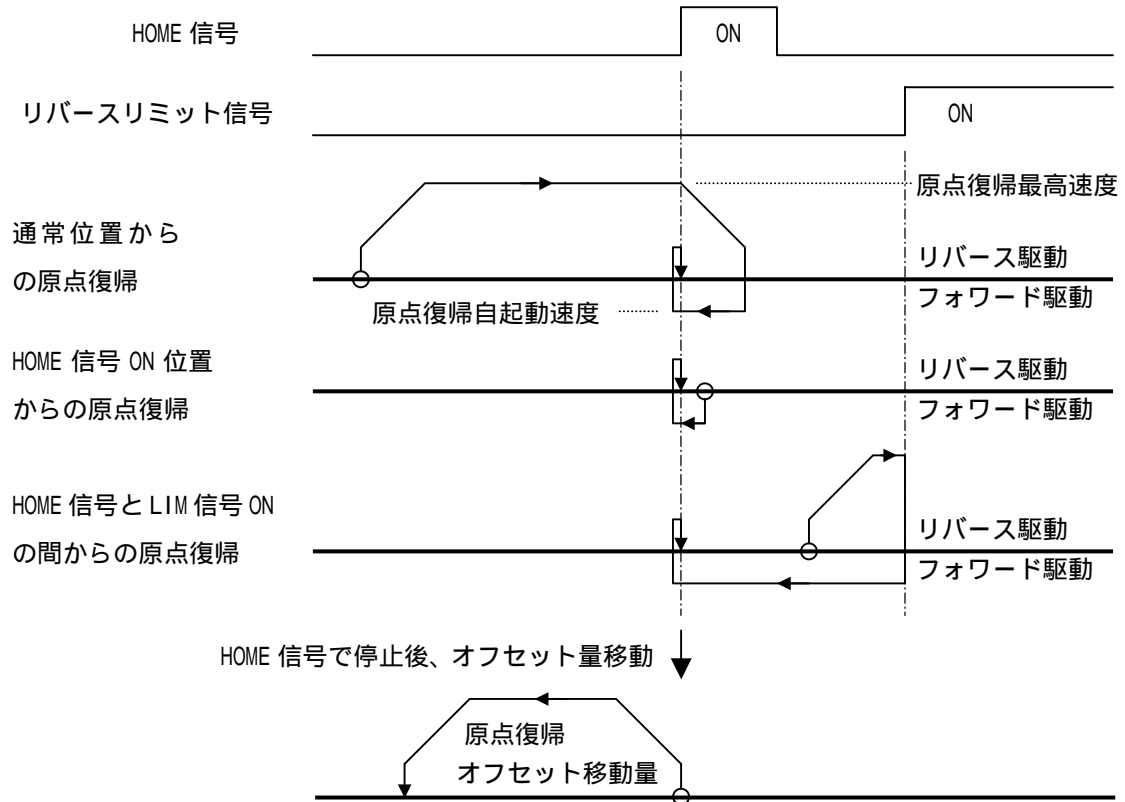 HOME 信号
ON
リバースリミット信号
ON
原点復帰最高速度
通常位置から
の原点復帰
リバース駆動
フォワード駆動
原点復帰自起動速度
HOME 信号 ON 位置
からの原点復帰
リバース駆動
フォワード駆動
HOME 信号と LIM 信号 ON
の間からの原点復帰
リバース駆動
フォワード駆動
HOME 信号で停止後、オフセット量移動
原点復帰
オフセット移動量